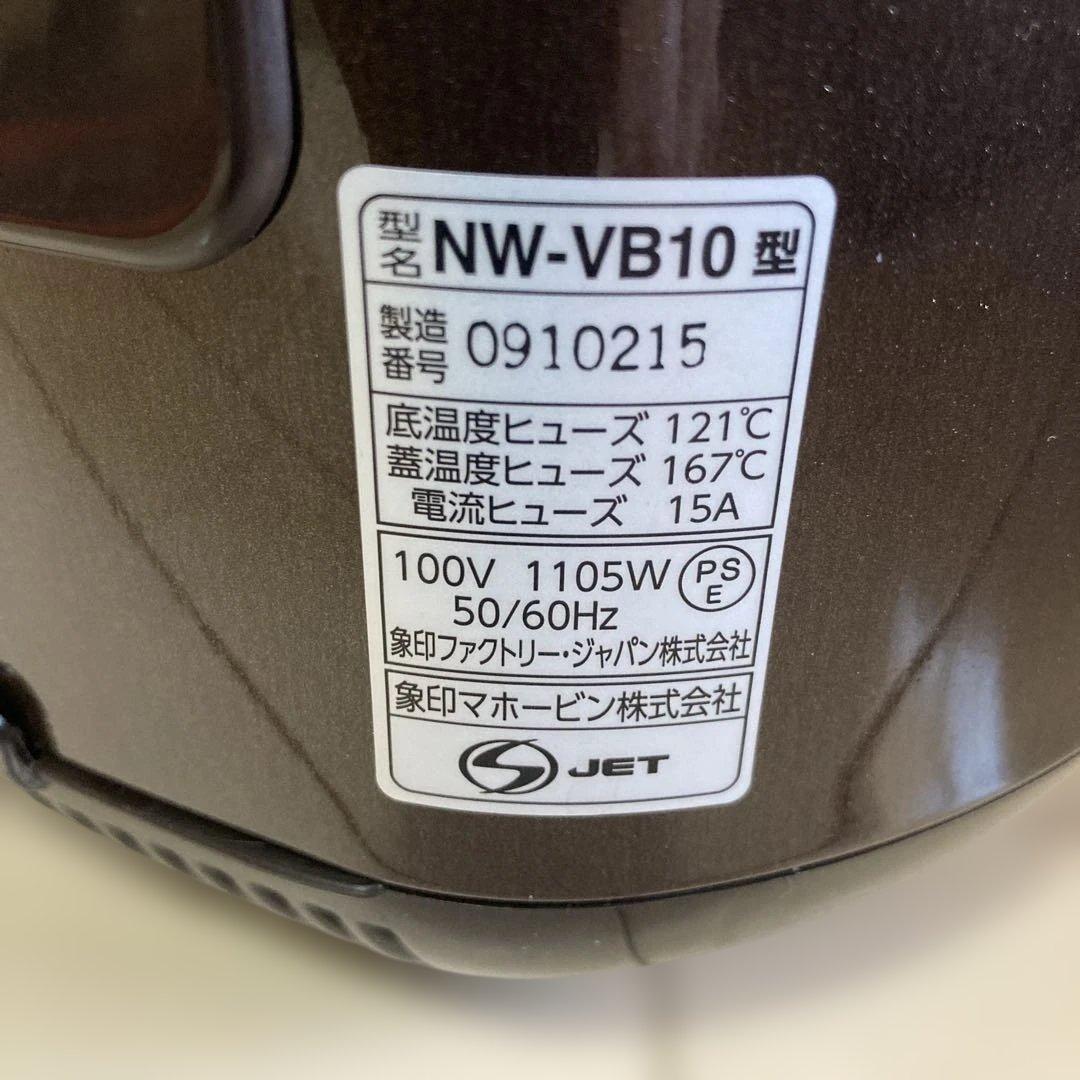 型名 NW-VB10 型
製造番号 0910215
底温度ヒューズ 121℃
蓋温度ヒューズ 167℃
電流ヒューズ 15A
100V 1105W PSE
50/60Hz
象印ファクトリー・ジャパン株式会社
象印マホービン株式会社
S JET